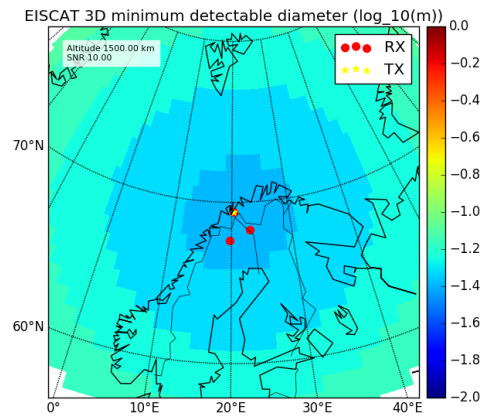 EISCAT 3D minimum detectable diameter (log_10(m))
Altitude 1500.00 km
SNR 10.00
RX
TX
70°N
60°N
0°
10°E
20°E
30°E
40°E
0.0
−0.2
−0.4
−0.6
−0.8
−1.0
−1.2
−1.4
−1.6
−1.8
−2.0